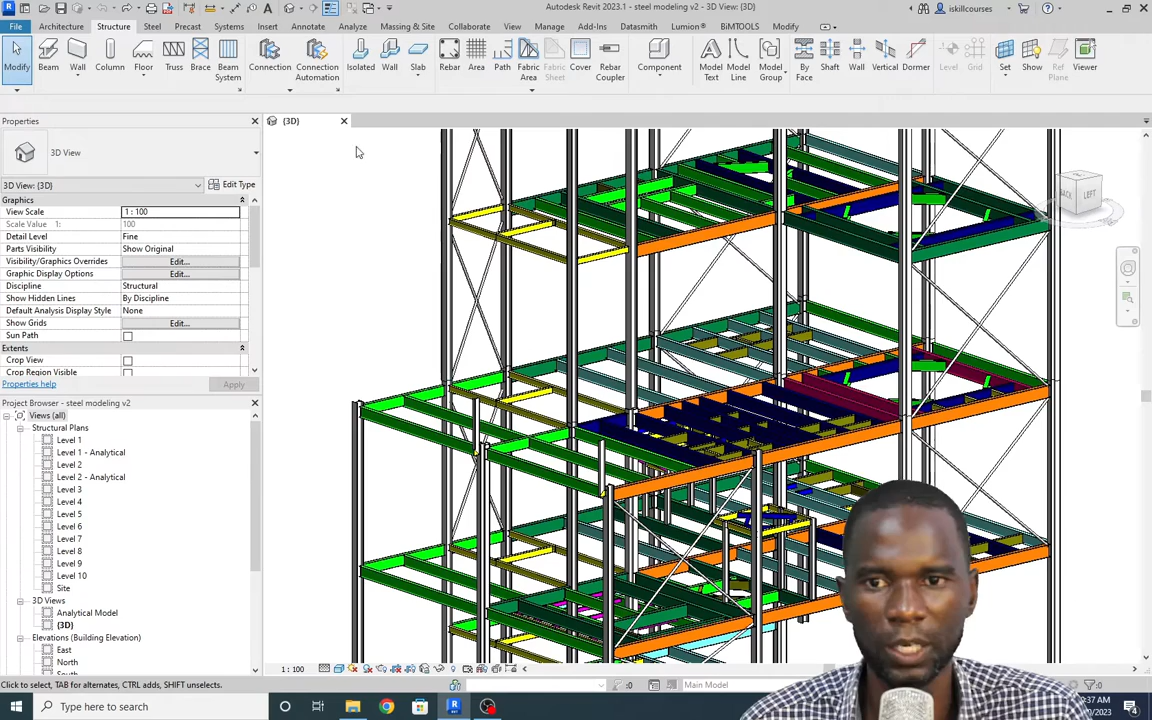 Autodesk Revit 2023.1 - steel modeling v2 - 3D View: {3D}
iskillcourses
File Structure Steel Precast Systems Insert Annotate Analyze Massing & Site Collaborate View Manage Add-Ins Datasmith Lumion® BiMTOOLS Modify
Modify Beam Wall Column Floor Truss Brace Beam System Connection Connection Automation Isolated Wall Slab Rebar Area Path Fabric Area Fabric Sheet Cover Rebar Coupler Component Model Text Model Line Model Group By Face Shaft Wall Vertical Dormer Level Grid Set Show Ref Plane Viewer
Properties
{3D}
3D View
3D View: {3D}
Edit Type
Graphics
View Scale 1 : 100
Scale Value 1: 100
Detail Level Fine
Parts Visibility Show Original
Visibility/Graphics Overrides Edit...
Graphic Display Options Edit...
Discipline Structural
Show Hidden Lines By Discipline
Default Analysis Display Style None
Show Grids Edit...
Sun Path
Extents
Crop View
Crop Region Visible
Properties help Apply
BACK LEFT
Project Browser - steel modeling v2
Views (all)
Structural Plans
Level 1
Level 1 - Analytical
Level 2
Level 2 - Analytical
Level 3
Level 4
Level 5
Level 6
Level 7
Level 8
Level 9
Level 10
Site
3D Views
Analytical Model
{3D}
Elevations (Building Elevation)
East
North
South
1 : 100
Click to select, TAB for alternates, CTRL adds, SHIFT unselects.
:0
Main Model
:0
Type here to search